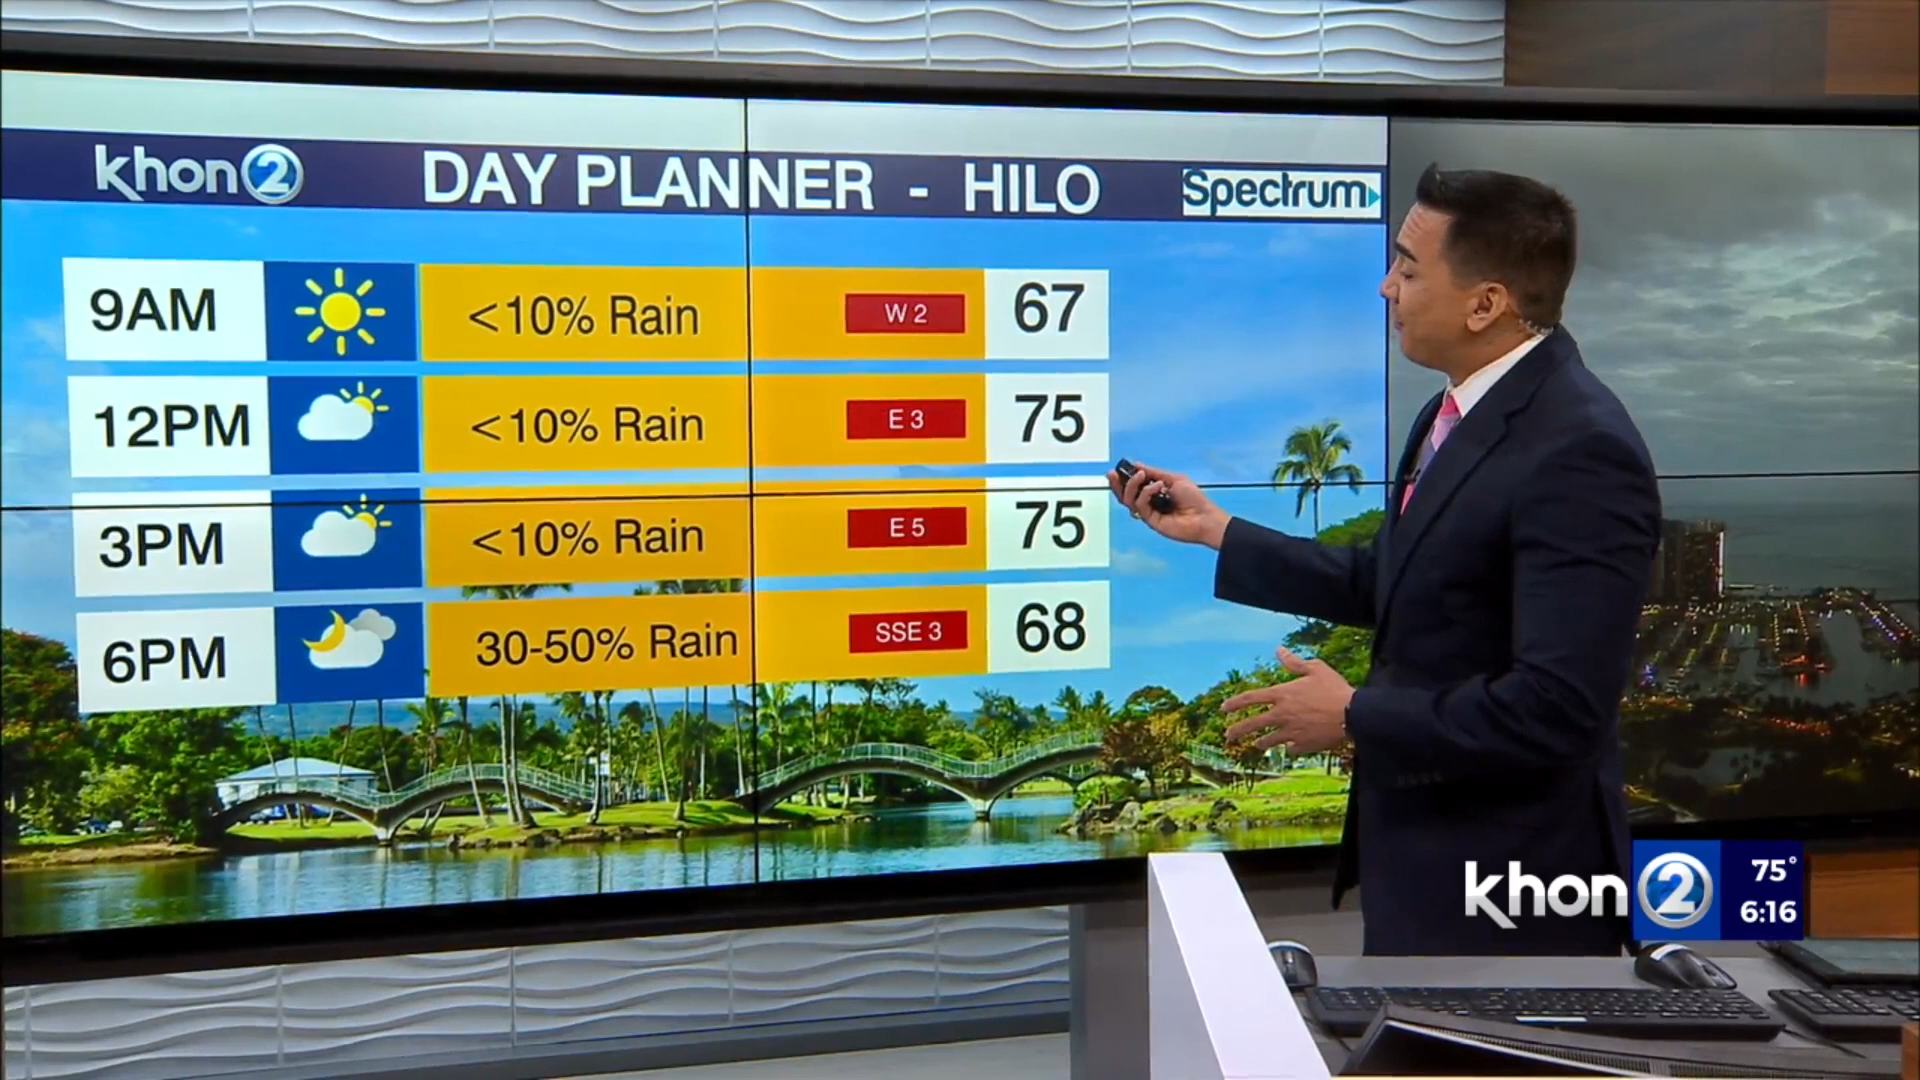 khon2 DAY PLANNER - HILO Spectrum
9AM <10% Rain W 2 67
12PM <10% Rain E 3 75
3PM <10% Rain E 5 75
6PM 30-50% Rain SSE 3 68
khon2 75°
6:16